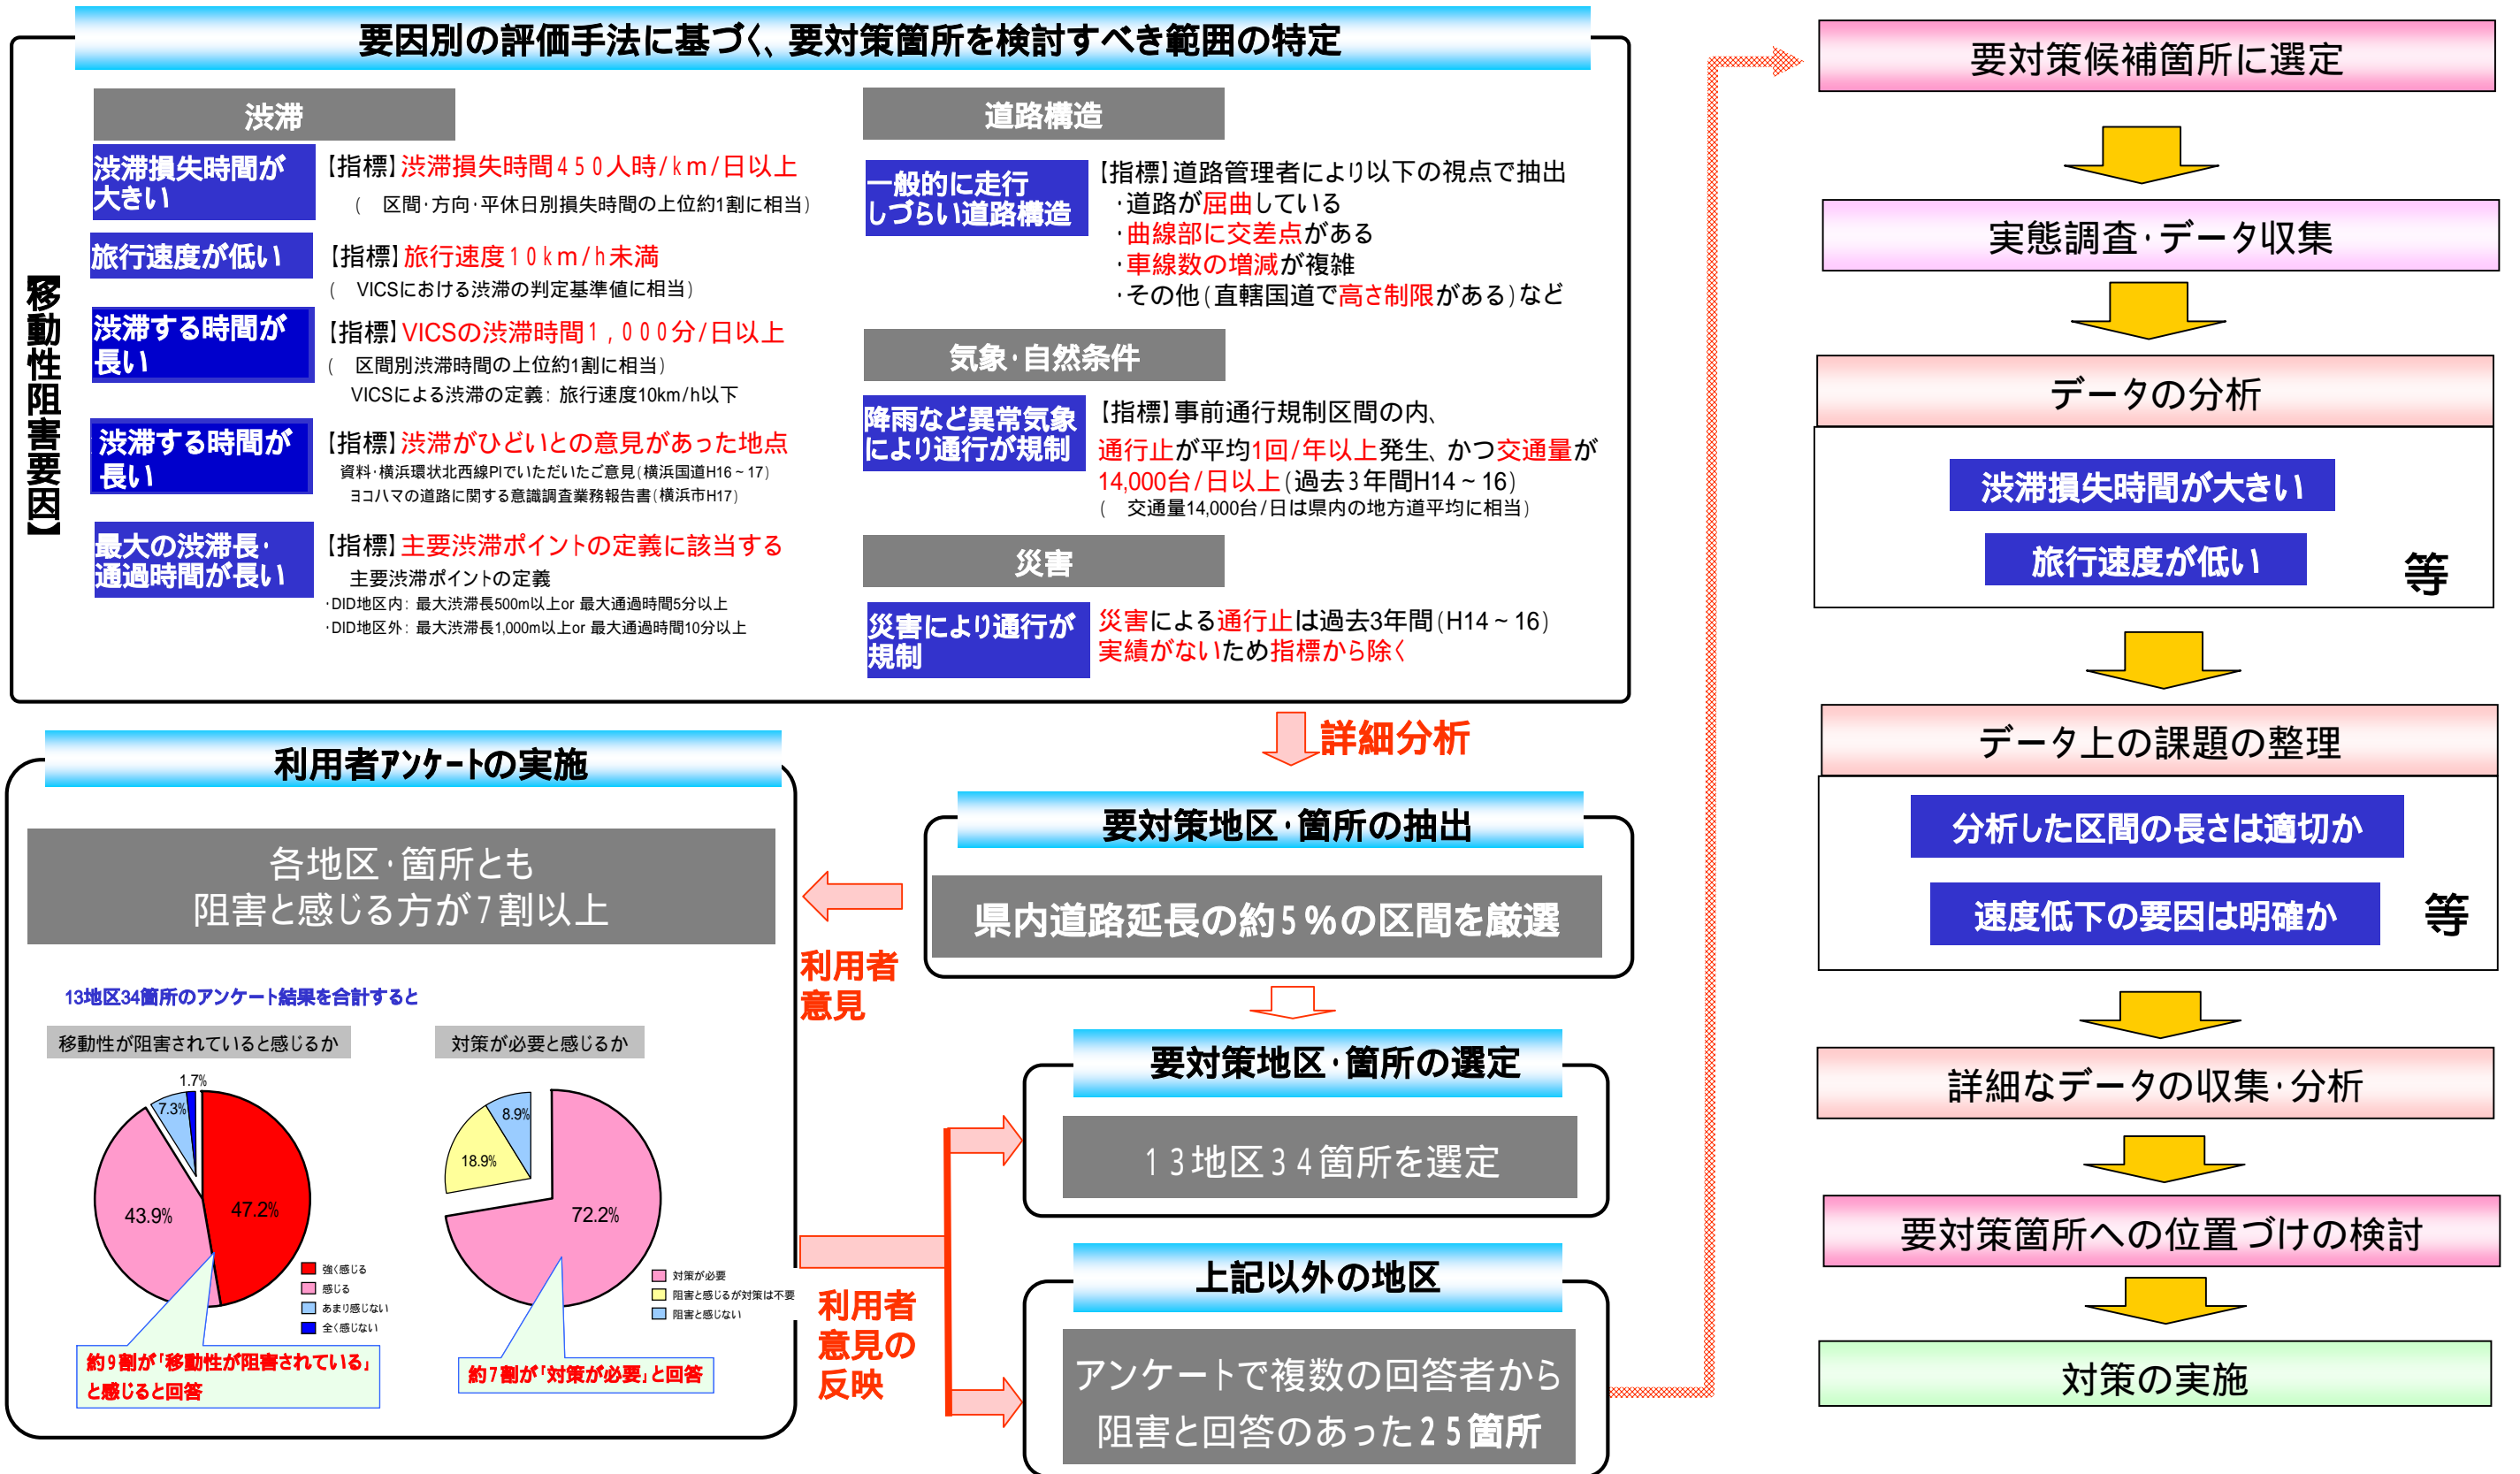 要因別の評価手法に基づく、要対策箇所を検討すべき範囲の特定
【移動性阻害要因】
渋滞
渋滞損失時間が
大きい
【指標】渋滞損失時間450人時/km/日以上
( 区間・方向・平休日別損失時間の上位約1割に相当)
旅行速度が低い
【指標】旅行速度10km/h未満
( VICSにおける渋滞の判定基準値に相当)
渋滞する時間が
長い
【指標】VICSの渋滞時間1,000分/日以上
( 区間別渋滞時間の上位約1割に相当)
VICSによる渋滞の定義: 旅行速度10km/h以下
渋滞する時間が
長い
【指標】渋滞がひどいとの意見があった地点
資料・横浜環状北西線PIでいただいたご意見(横浜国道H16~17)
ヨコハマの道路に関する意識調査業務報告書(横浜市H17)
最大の渋滞長・
通過時間が長い
【指標】主要渋滞ポイントの定義に該当する
主要渋滞ポイントの定義
・DID地区内: 最大渋滞長500m以上or 最大通過時間5分以上
・DID地区外: 最大渋滞長1,000m以上or 最大通過時間10分以上
道路構造
一般的に走行
しづらい道路構造
【指標】道路管理者により以下の視点で抽出
・道路が屈曲している
・曲線部に交差点がある
・車線数の増減が複雑
・その他(直轄国道で高さ制限がある)など
気象・自然条件
降雨など異常気象
により通行が規制
【指標】事前通行規制区間の内、
通行止が平均1回/年以上発生、かつ交通量が
14,000台/日以上(過去3年間H14~16)
( 交通量14,000台/日は県内の地方道平均に相当)
災害
災害により通行が
規制
災害による通行止は過去3年間(H14~16)
実績がないため指標から除く
詳細分析
要対策地区・箇所の抽出
県内道路延長の約5%の区間を厳選
利用者
意見
利用者アンケートの実施
各地区・箇所とも
阻害と感じる方が7割以上
13地区34箇所のアンケート結果を合計すると
移動性が阻害されていると感じるか
1.7%
7.3%
43.9%
47.2%
強く感じる
感じる
あまり感じない
全く感じない
約9割が「移動性が阻害されている」
と感じると回答
対策が必要と感じるか
8.9%
18.9%
72.2%
対策が必要
阻害と感じるが対策は不要
阻害と感じない
約7割が「対策が必要」と回答
利用者
意見の
反映
要対策地区・箇所の選定
13地区34箇所を選定
上記以外の地区
アンケートで複数の回答者から
阻害と回答のあった25箇所
要対策候補箇所に選定
実態調査・データ収集
データの分析
渋滞損失時間が大きい
旅行速度が低い
等
データ上の課題の整理
分析した区間の長さは適切か
速度低下の要因は明確か
等
詳細なデータの収集・分析
要対策箇所への位置づけの検討
対策の実施